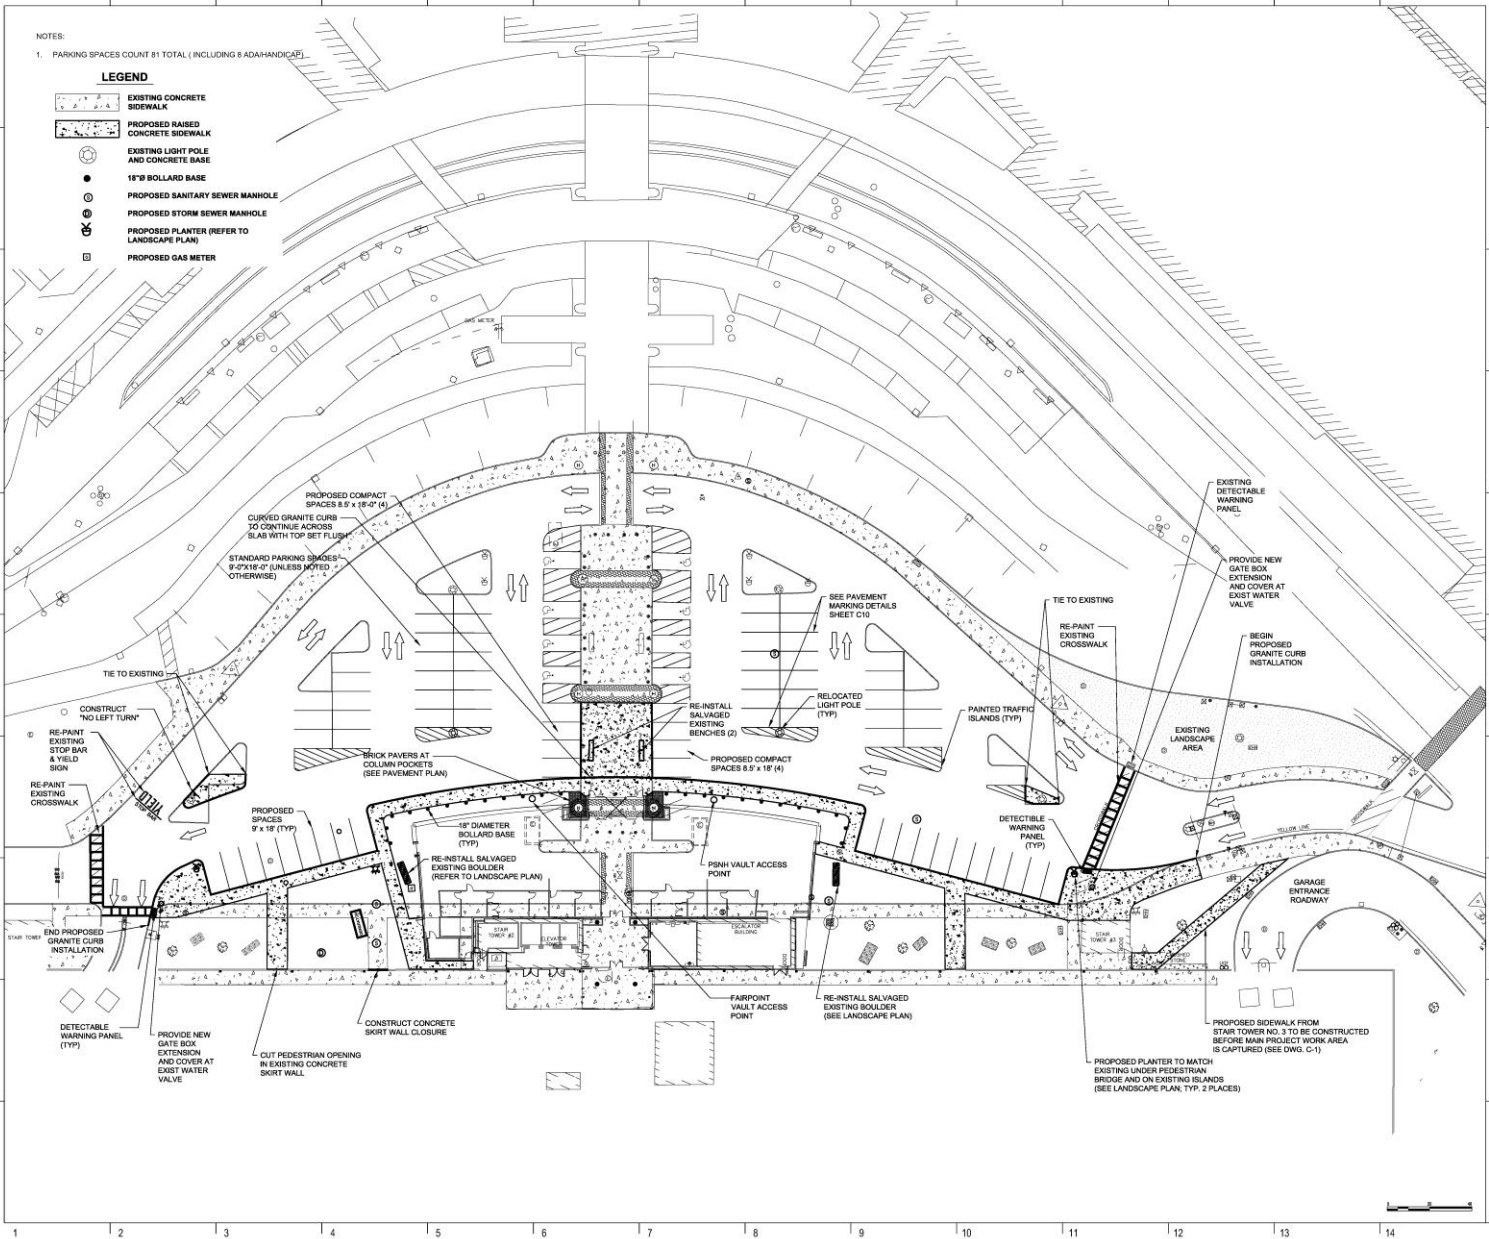 NOTES:
1. PARKING SPACES COUNT 81 TOTAL ( INCLUDING 8 ADA/HANDICAP)
LEGEND
EXISTING CONCRETE
SIDEWALK
PROPOSED RAISED
CONCRETE SIDEWALK
EXISTING LIGHT POLE
AND CONCRETE BASE
18"Ø BOLLARD BASE
S
PROPOSED SANITARY SEWER MANHOLE
D
PROPOSED STORM SEWER MANHOLE
PROPOSED PLANTER (REFER TO
LANDSCAPE PLAN)
PROPOSED GAS METER
GAS METER
PROPOSED COMPACT
SPACES 8.5' x 18'-0" (4)
CURVED GRANITE CURB
TO CONTINUE ACROSS
SLAB WITH TOP SET FLUSH
STANDARD PARKING SPACES
9'-0"X18'-0" (UNLESS NOTED
OTHERWISE)
EXISTING
DETECTABLE
WARNING
PANEL
PROVIDE NEW
GATE BOX
EXTENSION
AND COVER AT
EXIST WATER
VALVE
SEE PAVEMENT
MARKING DETAILS
SHEET C10
TIE TO EXISTING
RE-PAINT
EXISTING
CROSSWALK
BEGIN
PROPOSED
GRANITE CURB
INSTALLATION
TIE TO EXISTING
CONSTRUCT
"NO LEFT TURN"
RE-PAINT
EXISTING
STOP BAR
& YIELD
SIGN
RE-PAINT
EXISTING
CROSSWALK
YIELD
STOP BAR
RELOCATED
LIGHT POLE
(TYP)
RE-INSTALL
SALVAGED
EXISTING
BENCHES (2)
PAINTED TRAFFIC
ISLANDS (TYP)
EXISTING
LANDSCAPE
AREA
BRICK PAVERS AT
COLUMN POCKETS
(SEE PAVEMENT PLAN)
PROPOSED COMPACT
SPACES 8.5' x 18' (4)
PROPOSED
SPACES
9' x 18' (TYP)
18" DIAMETER
BOLLARD BASE
(TYP)
DETECTABLE
WARNING
PANEL
(TYP)
CROSSWALK
YELLOW LINE
RE-INSTALL SALVAGED
EXISTING BOULDER
(REFER TO LANDSCAPE PLAN)
PSNH VAULT ACCESS
POINT
GARAGE
ENTRANCE
ROADWAY
STAIR TOWER
END PROPOSED
GRANITE CURB
INSTALLATION
STAIR
TOWER #2
ELEVATOR
TOWER
ESCALATOR
BUILDING
STAIR
TOWER #3
DETECTABLE
WARNING PANEL
(TYP)
PROVIDE NEW
GATE BOX
EXTENSION
AND COVER AT
EXIST WATER
VALVE
CUT PEDESTRIAN OPENING
IN EXISTING CONCRETE
SKIRT WALL
CONSTRUCT CONCRETE
SKIRT WALL CLOSURE
FAIRPOINT
VAULT ACCESS
POINT
RE-INSTALL SALVAGED
EXISTING BOULDER
(SEE LANDSCAPE PLAN)
PROPOSED SIDEWALK FROM
STAIR TOWER NO. 3 TO BE CONSTRUCTED
BEFORE MAIN PROJECT WORK AREA
IS CAPTURED (SEE DWG. C-1)
PROPOSED PLANTER TO MATCH
EXISTING UNDER PEDESTRIAN
BRIDGE AND ON EXISTING ISLANDS
(SEE LANDSCAPE PLAN, TYP. 2 PLACES)
1 2 3 4 5 6 7 8 9 10 11 12 13 14